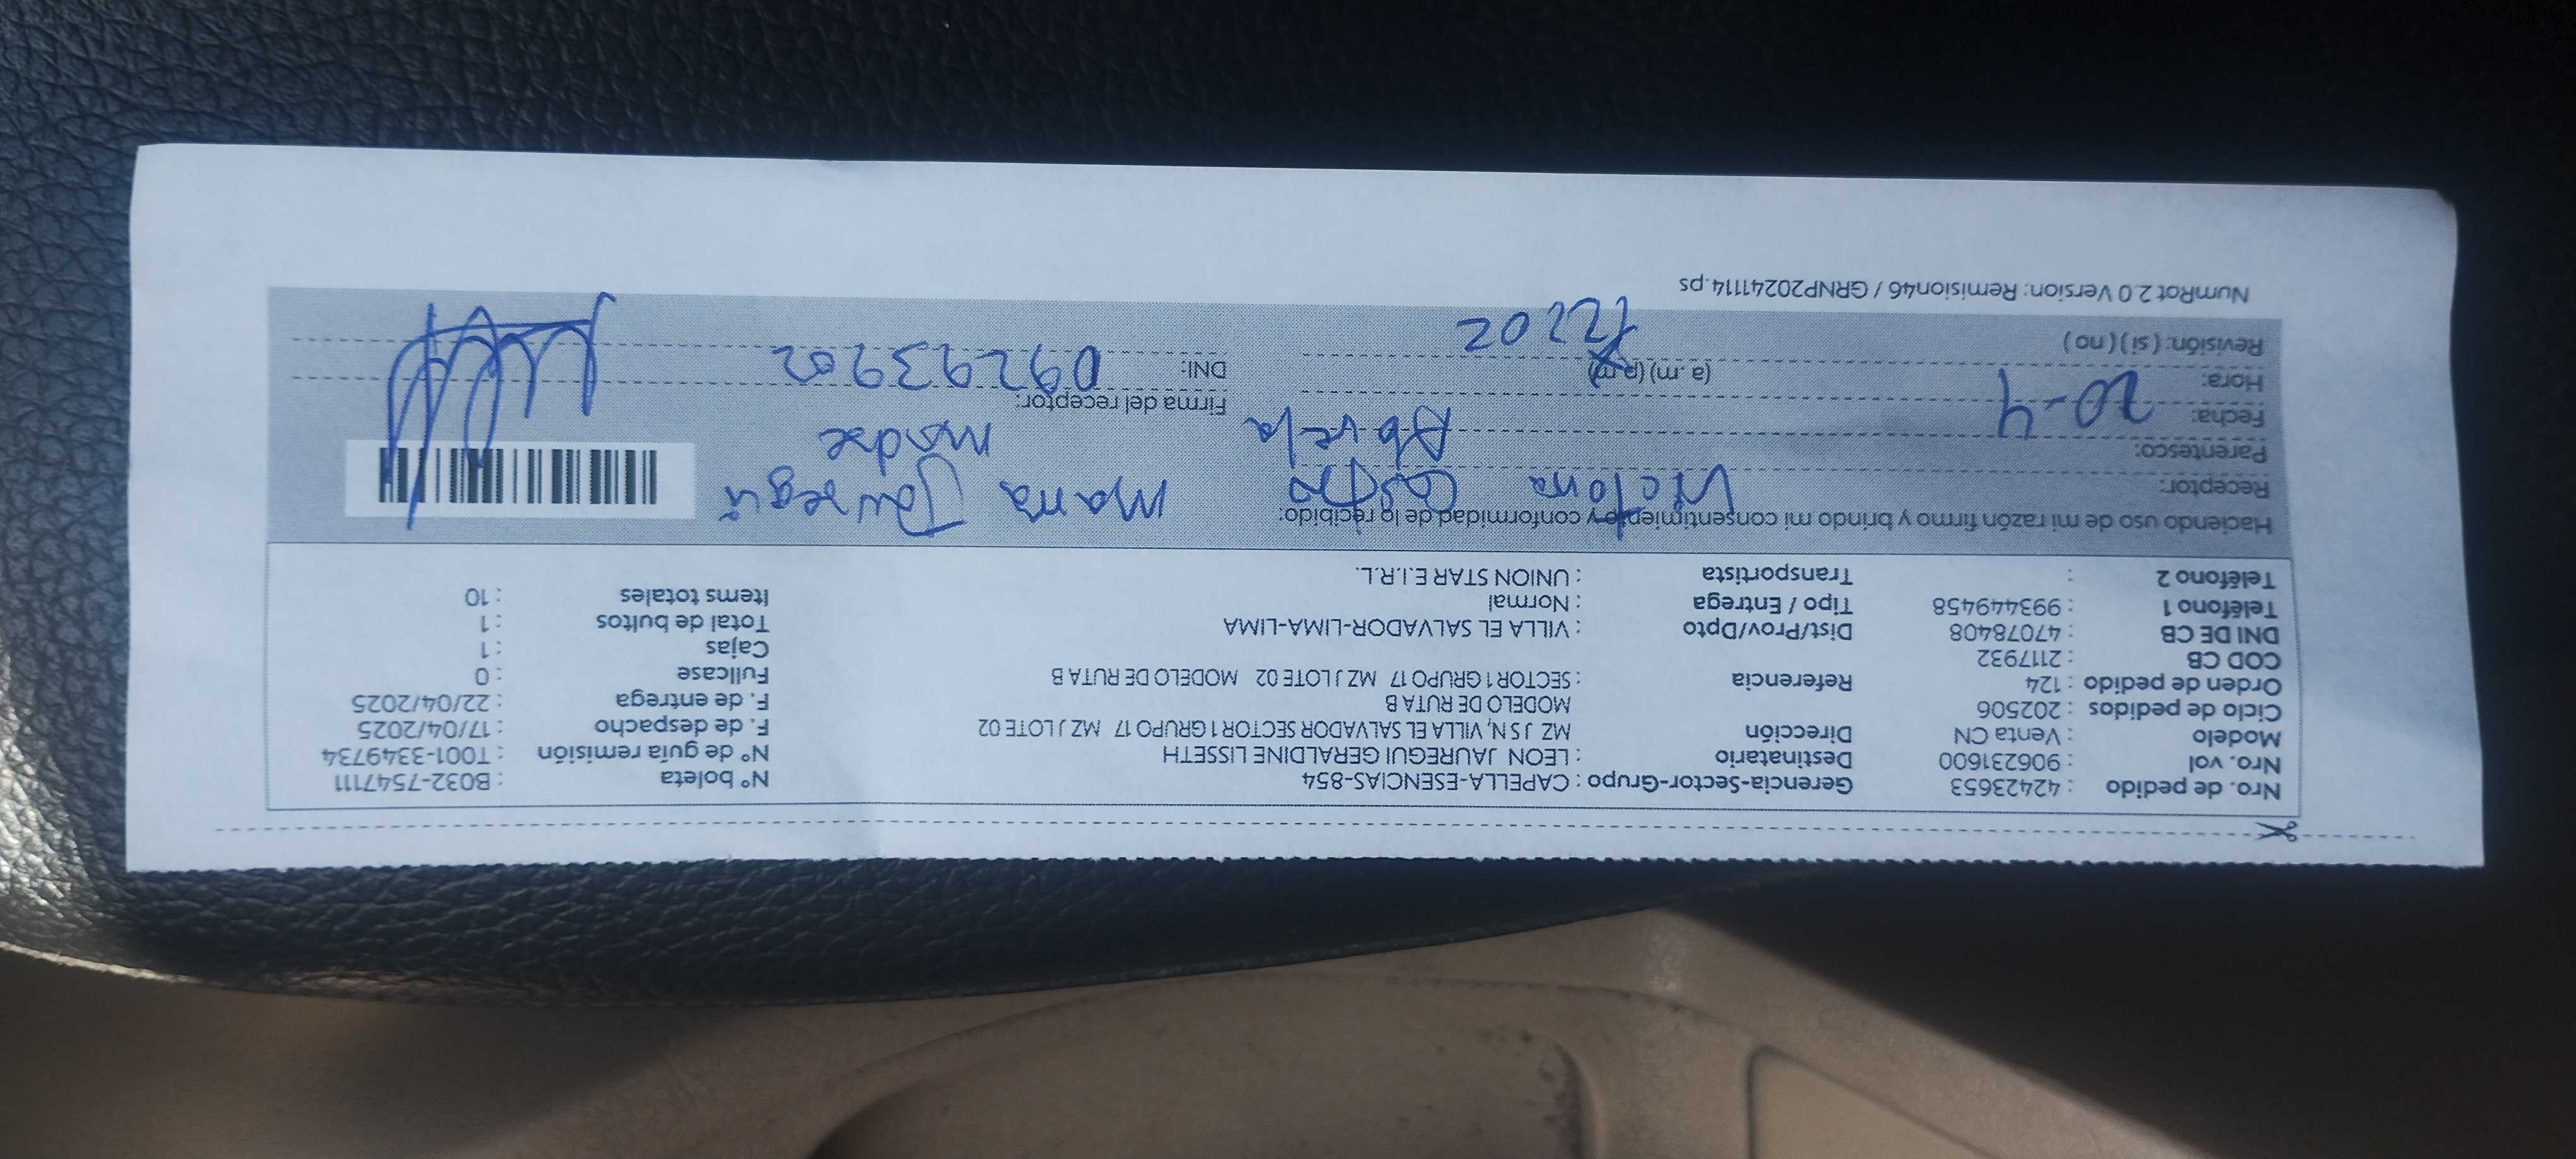 Nro. de pedido : 42423653 Gerencia-Sector-Grupo : CAPELLA-ESENCIAS-854 N° boleta : B032-7547111
Nro. vol : 906231600 Destinatario : LEON JAUREGUI GERALDINE LISSETH N° de guía remisión : T001-3349734
Modelo : Venta CN Dirección MZ J SN, VILLA EL SALVADOR SECTOR 1 GRUPO 17 MZ J LOTE 02 F. de despacho : 17/04/2025
Ciclo de pedidos : 202506 MODELO DE RUTA B F. de entrega : 22/04/2025
Orden de pedido : 124 Referencia : SECTOR 1 GRUPO 17 MZ J LOTE 02 MODELO DE RUTA B Fullcase : 0
COD CB : 2117932 Cajas : 1
DNI DE CB : 47078408 Dist/Prov/Dpto : VILLA EL SALVADOR-LIMA-LIMA Total de bultos : 1
Teléfono 1 : 993449458 Tipo / Entrega : Normal Items totales : 10
Teléfono 2 : Transportista : UNION STAR E.I.R.L.
Haciendo uso de mi razón firmo y brindo mi consentimiento y conformidad de lo recibido:
Receptor: Victoria Castro Maria Jauregui
Parentesco: Abuela madre
Fecha: 20-4 Firma del receptor:
Hora: (a .m) (p.m) DNI: 09293902
Revisión: ( si ) ( no ) 1220z
NumRot 2.0 Version: Remision46 / GRNP20241114.ps